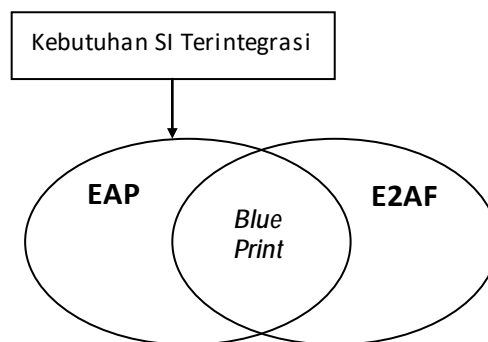 Kebutuhan SI Terintegrasi
EAP
E2AF
Blue
Print